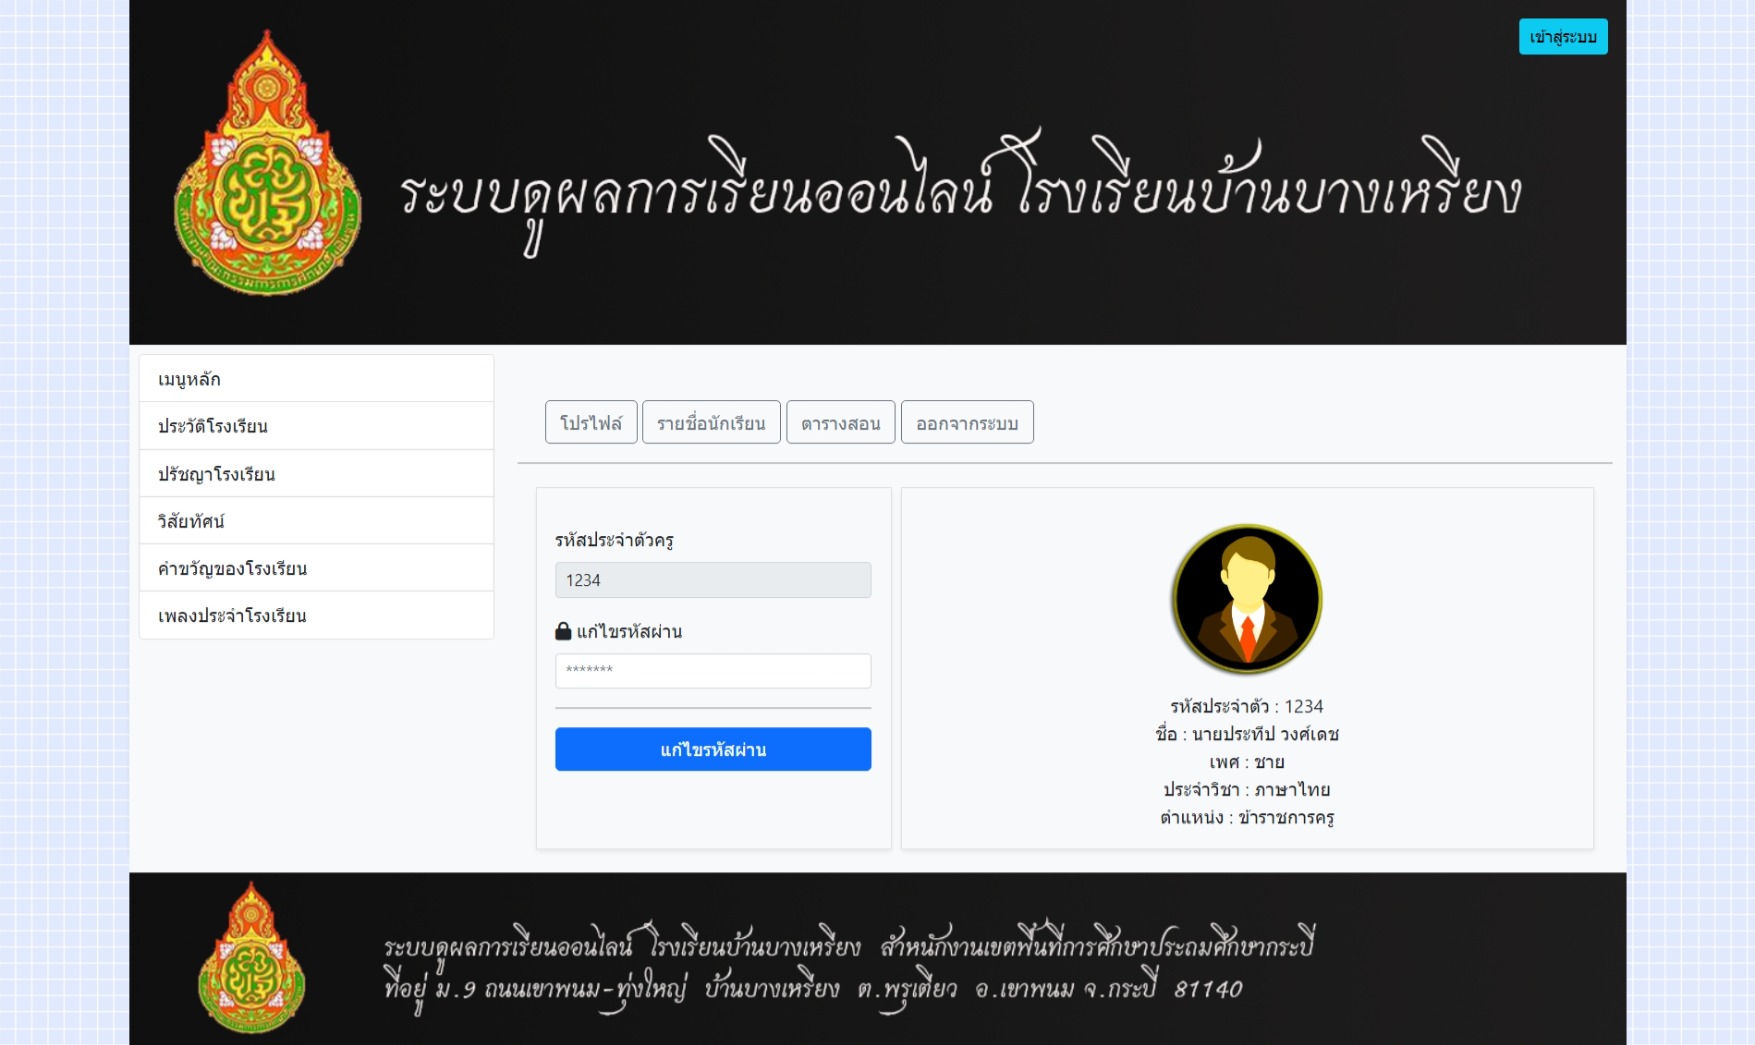 เข้าสู่ระบบ
ระบบดูผลการเรียนออนไลน์ โรงเรียนบ้านบางเหรียง
เมนูหลัก
ประวัติโรงเรียน
ปรัชญาโรงเรียน
วิสัยทัศน์
คำขวัญของโรงเรียน
เพลงประจำโรงเรียน
โปรไฟล์ รายชื่อนักเรียน ตารางสอน ออกจากระบบ
รหัสประจำตัวครู
1234
แก้ไขรหัสผ่าน
*******
แก้ไขรหัสผ่าน
รหัสประจำตัว : 1234
ชื่อ : นายประทีป วงศ์เดช
เพศ : ชาย
ประจำวิชา : ภาษาไทย
ตำแหน่ง : ข้าราชการครู
ระบบดูผลการเรียนออนไลน์ โรงเรียนบ้านบางเหรียง สำหนักงานเขตพื้นที่การศึกษาประถมศึกษากระบี่
ที่อยู่ ม.9 ถนนเขาพนม-ทุ่งใหญ่ บ้านบางเหรียง ต.พรุเตียว อ.เขาพนม จ.กระบี่ 81140